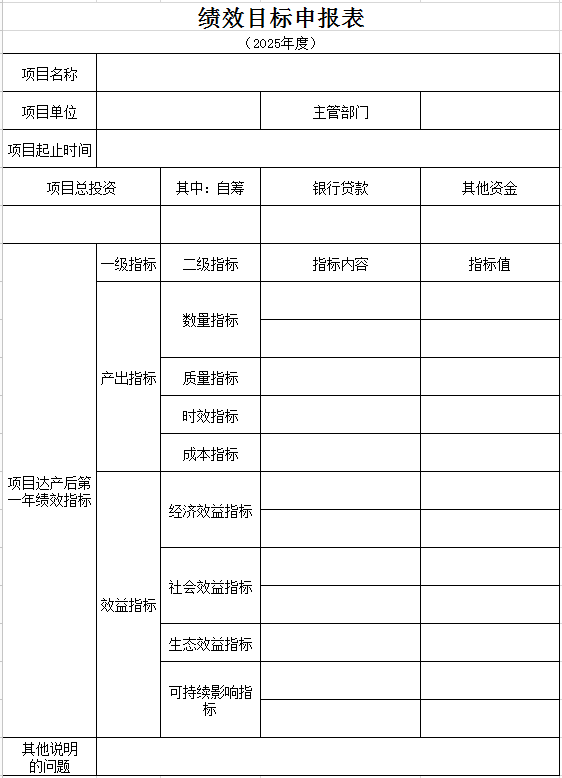 绩效目标申报表
（2025年度）
项目名称
项目单位 主管部门
项目起止时间
项目总投资 其中：自筹 银行贷款 其他资金
一级指标 二级指标 指标内容 指标值
数量指标
产出指标 质量指标
时效指标
成本指标
项目达产后第
一年绩效指标
经济效益指标
社会效益指标
效益指标
生态效益指标
可持续影响指
标
其他说明
的问题